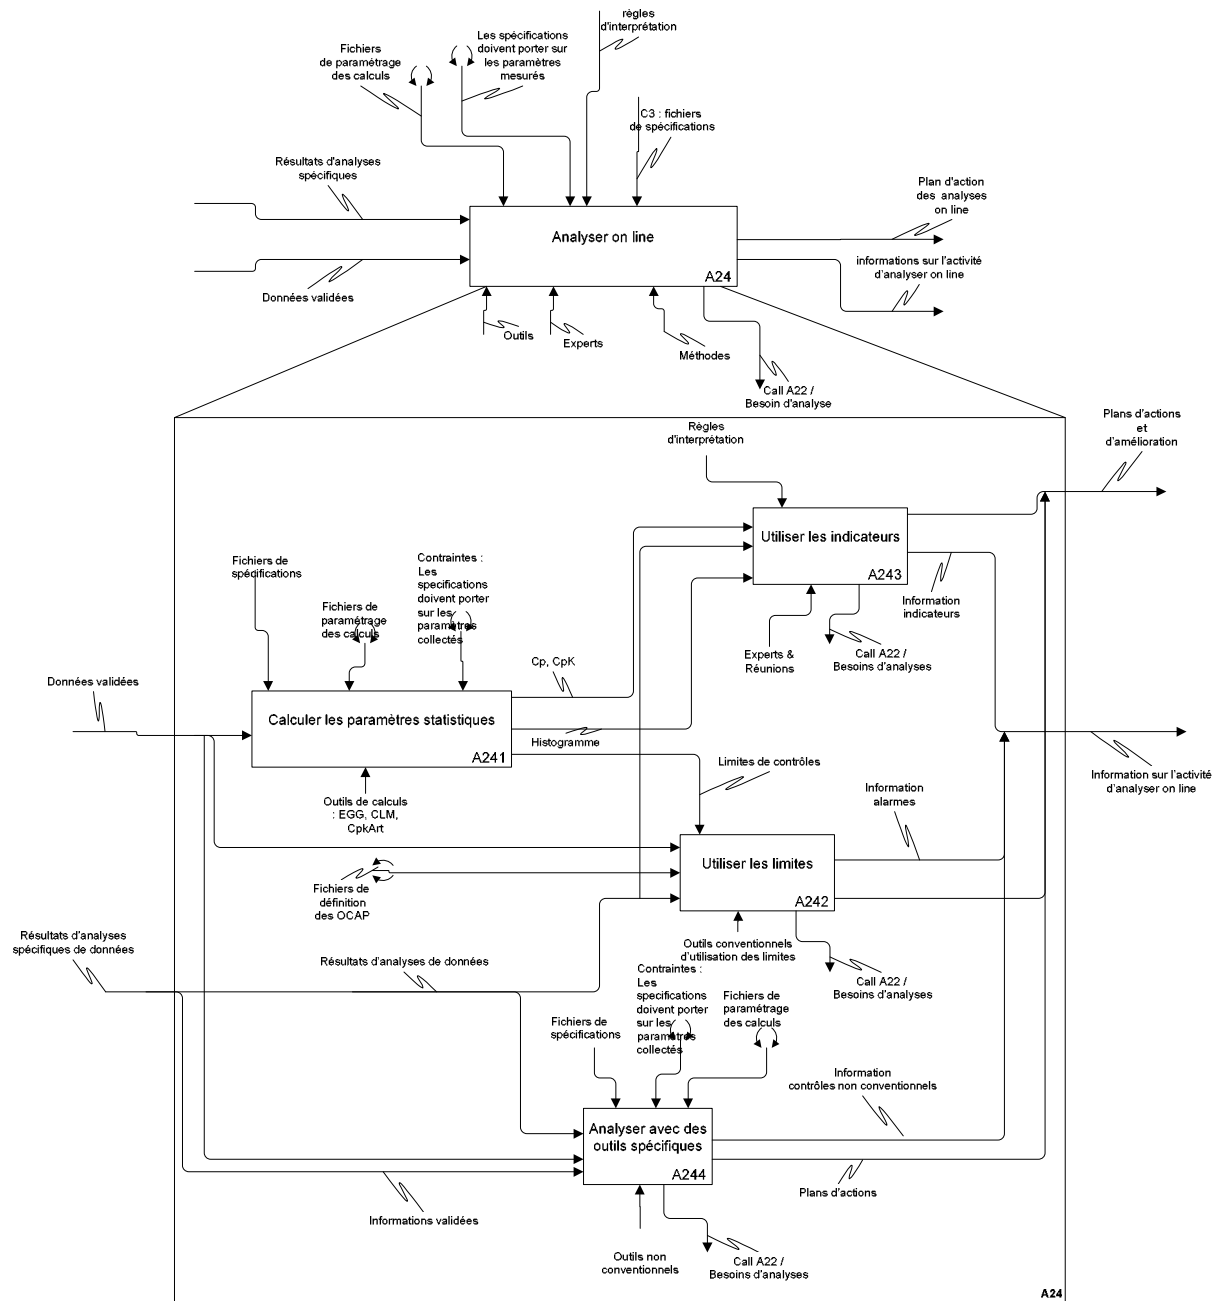 règles
d'interprétation
Fichiers
de paramétrage
des calculs
Les spécifications
doivent porter sur
les paramètres
mesurés
C3 : fichiers
de spécifications
Résultats d'analyses
spécifiques
Données validées
Analyser on line
A24
Plan d'action
des analyses
on line
informations sur l'activité
d'analyser on line
Outils
Experts
Méthodes
Call A22 /
Besoin d'analyse
Règles
d'interprétation
Plans d'actions
et
d'amélioration
Utiliser les indicateurs
A243
Fichiers de
spécifications
Fichiers de
paramétrage
des calculs
Contraintes :
Les
specifications
doivent porter
sur les
paramètres
collectés
Information
indicateurs
Experts &
Réunions
Call A22 /
Besoins d'analyses
Cp, CpK
Données validées
Calculer les paramètres statistiques
A241
Histogramme
Limites de contrôles
Information sur l'activité
d'analyser on line
Outils de calculs
: EGG, CLM,
CpkArt
Information
alarmes
Utiliser les limites
A242
Fichiers de
définition
des OCAP
Résultats d'analyses
spécifiques de données
Résultats d'analyses de données
Outils conventionnels
d'utilisation des limites
Call A22 /
Besoins d'analyses
Contraintes :
Les
specifications
doivent porter
sur les
paramètres
collectés
Fichiers de
paramétrage
des calculs
Fichiers de
spécifications
Information
contrôles non conventionnels
Analyser avec des
outils spécifiques
A244
Plans d'actions
Informations validées
Outils non
conventionnels
Call A22 /
Besoins d'analyses
A24